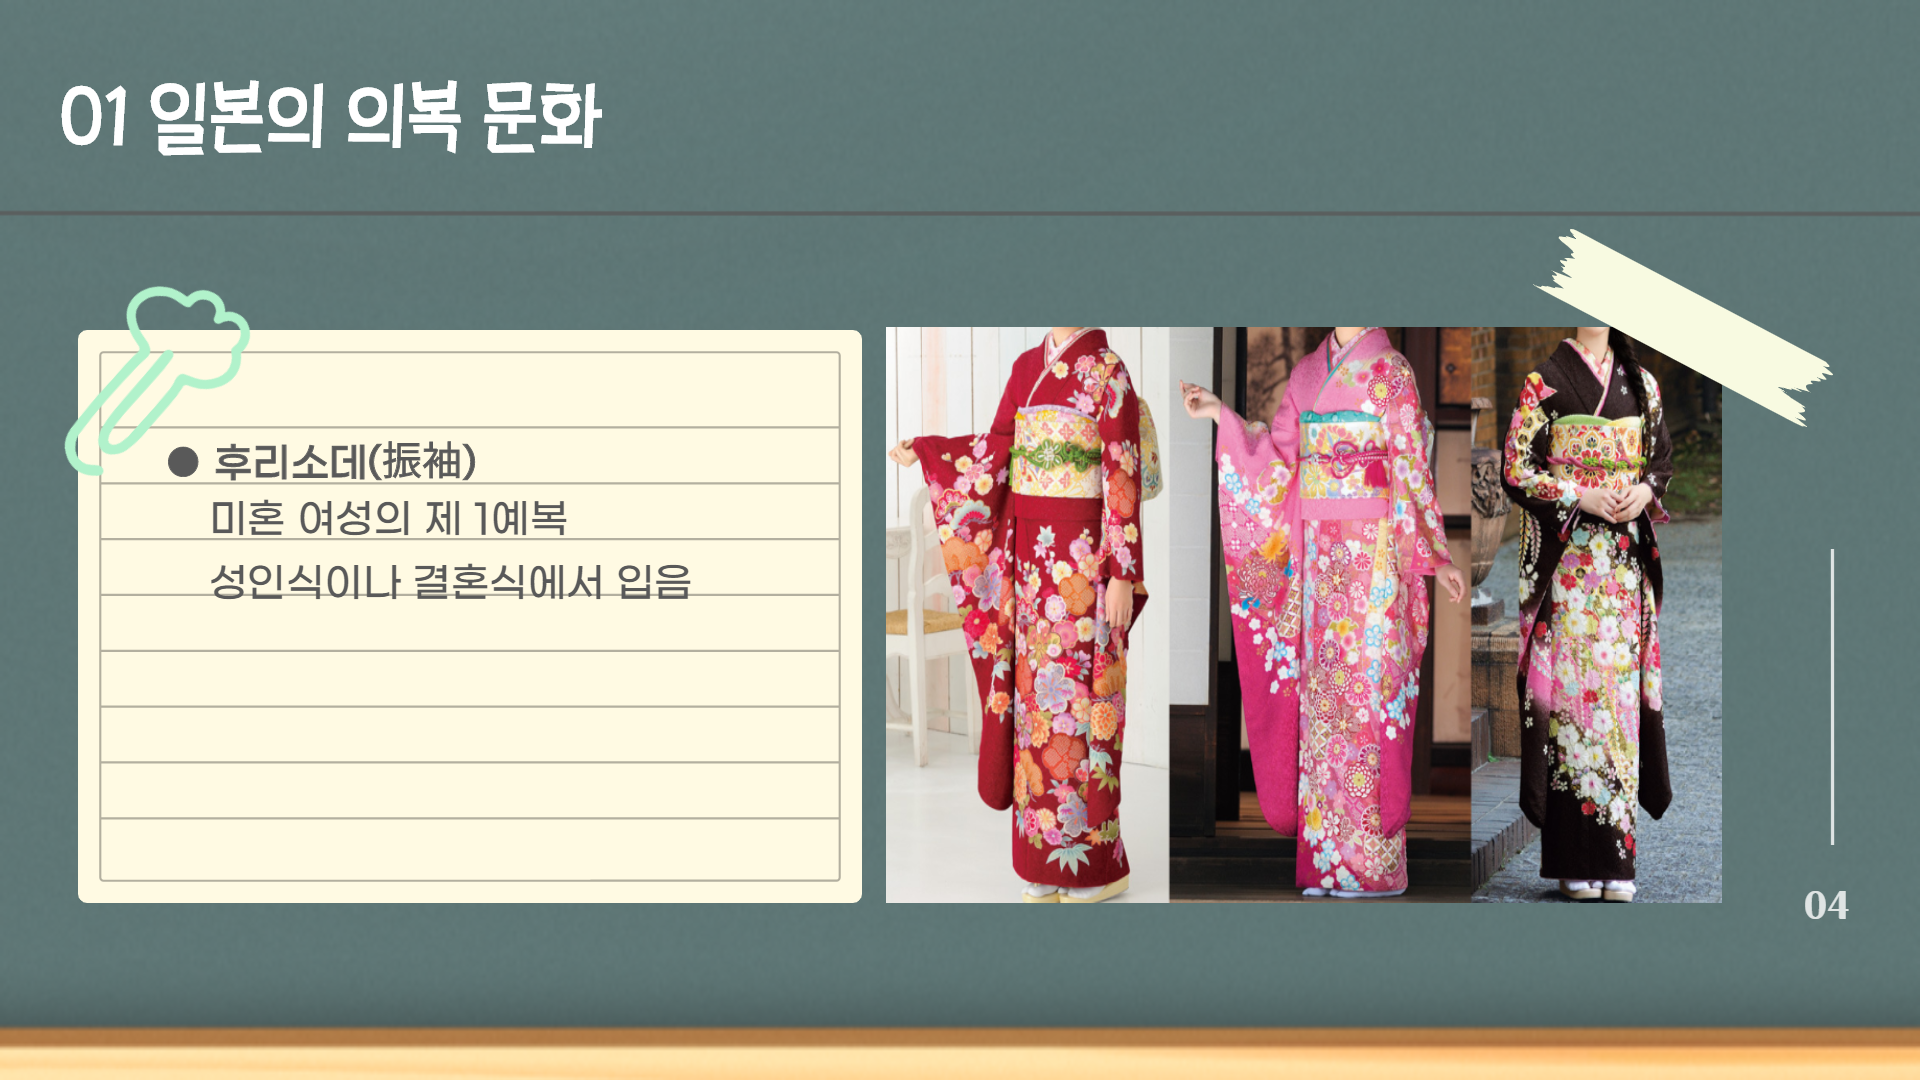 01 일본의 의복 문화
● 후리소데(振袖)
미혼 여성의 제 1예복
성인식이나 결혼식에서 입음
04